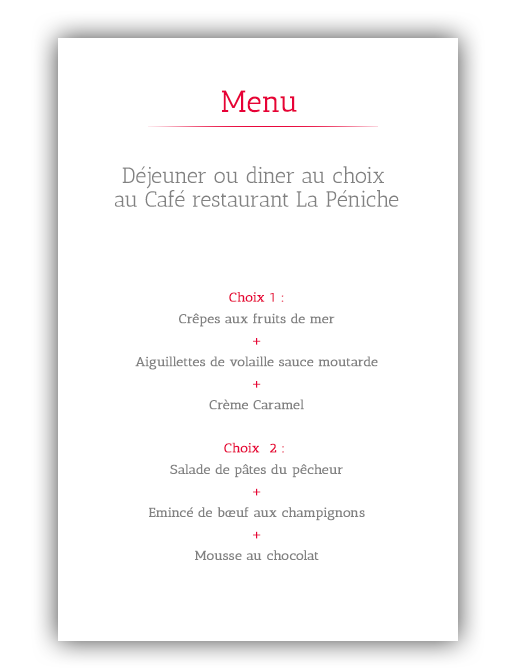 Menu
Déjeuner ou diner au choix
au Café restaurant La Péniche
Choix 1 :
Crêpes aux fruits de mer
+
Aiguillettes de volaille sauce moutarde
+
Crème Caramel
Choix 2 :
Salade de pâtes du pêcheur
+
Emincé de bœuf aux champignons
+
Mousse au chocolat